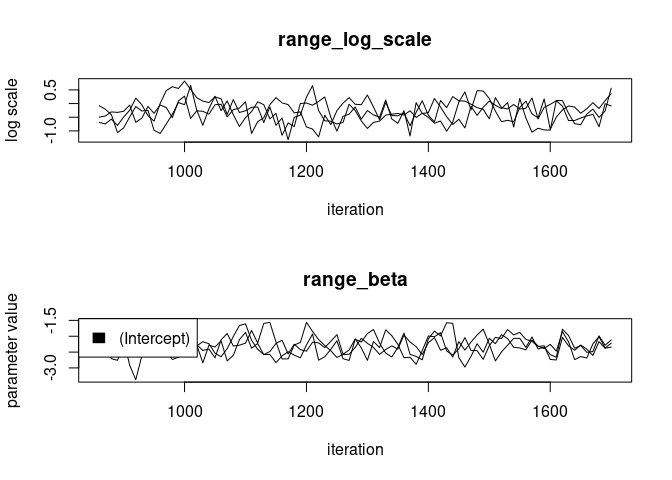 range_log_scale
log scale
0.5
-1.0
1000 1200 1400 1600
iteration
range_beta
parameter value
-1.5
-3.0
(Intercept)
1000 1200 1400 1600
iteration